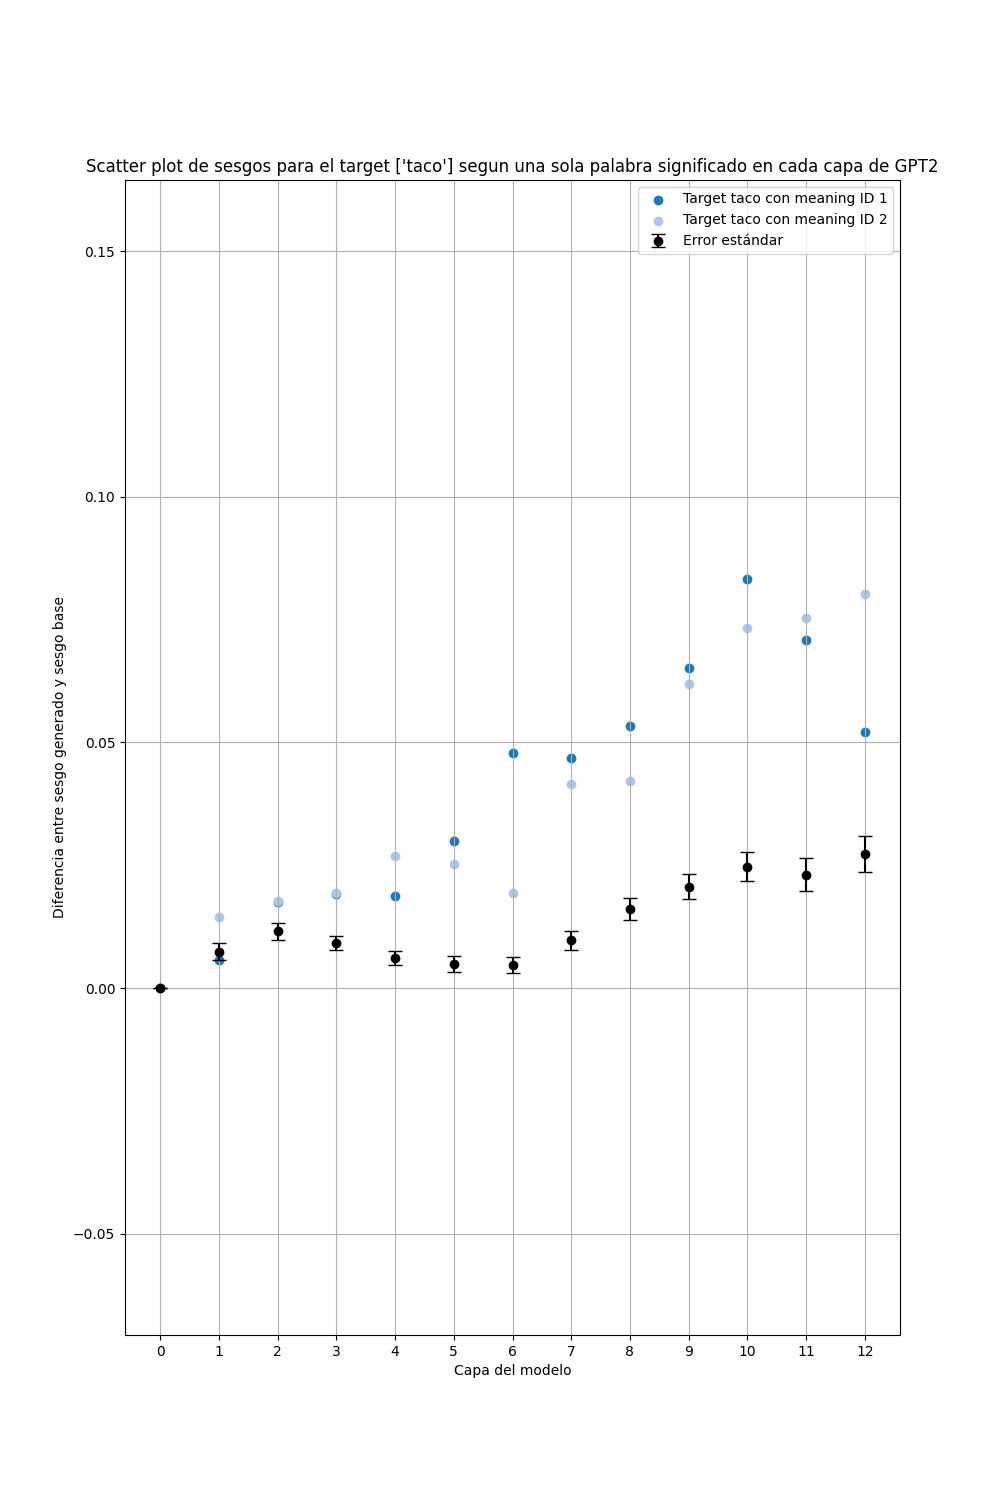 Scatter plot de sesgos para el target ['taco'] segun una sola palabra significado en cada capa de GPT2
Target taco con meaning ID 1
Target taco con meaning ID 2
Error estándar
0.15
0.10
0.05
0.00
−0.05
Diferencia entre sesgo generado y sesgo base
0 1 2 3 4 5 6 7 8 9 10 11 12
Capa del modelo